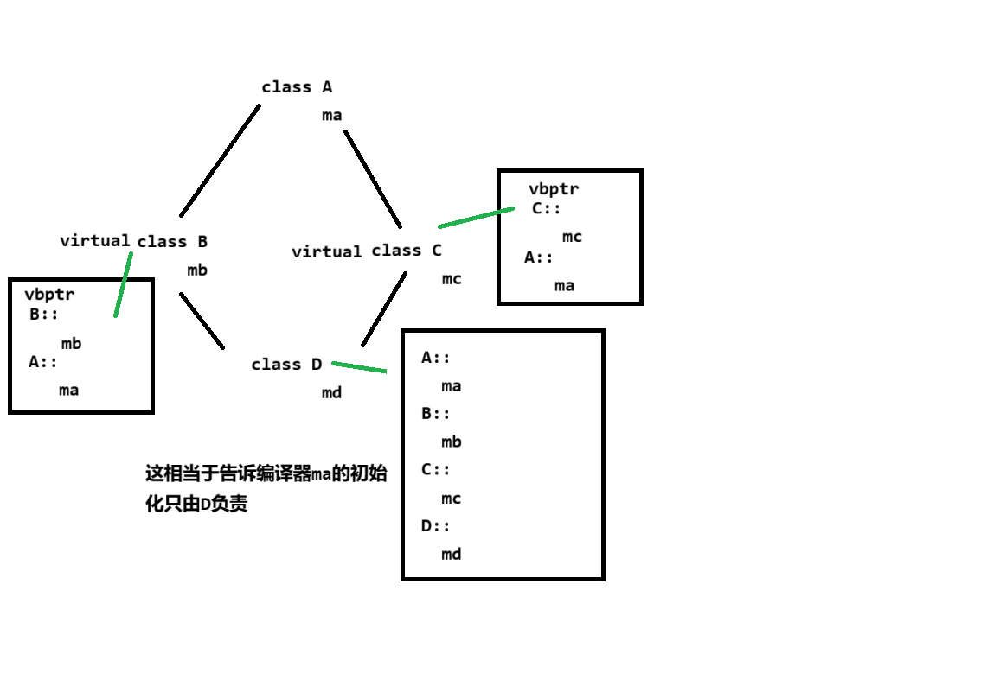 class A
ma
vbptr
C::
mc
A::
ma
virtual class B
mb
virtual class C
mc
vbptr
B::
mb
A::
ma
class D
md
A::
ma
B::
mb
C::
mc
D::
md
这相当于告诉编译器ma的初始
化只由D负责